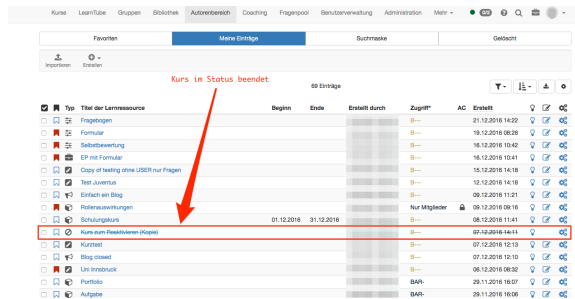 Kurse LearnTube Gruppen Bibliothek Autorenbereich Coaching Fragenpool Benutzerverwaltung Administration Mehr
Favoriten Meine Einträge Suchmaske Gelöscht
Importieren Erstellen
Kurs im Status beendet
69 Einträge
Typ Titel der Lernressource Beginn Ende Erstellt durch Zugriff* AC Erstellt
Fragebogen B--- 21.12.2016 14:22
Formular B--- 19.12.2016 08:28
Selbstbewertung B--- 16.12.2016 10:42
EP mit Formular B--- 16.12.2016 10:41
Copy of testing ohne USER nur Fragen B--- 15.12.2016 14:18
Test Juventus B--- 12.12.2016 14:18
Einfach ein Blog B--- 09.12.2016 11:21
Rollenauswirkungen Nur Mitglieder 09.12.2016 09:16
Schulungskurs 01.12.2016 31.12.2016 B--- 08.12.2016 11:41
Kurs zum Reaktivieren (Kopie) B--- 07.12.2016 14:11
Kurztest B--- 07.12.2016 12:13
Blog closed B--- 07.12.2016 12:10
Uni Innsbruck B--- 06.12.2016 08:32
Portfolio BAR- 29.11.2016 16:07
Aufgabe BAR- 29.11.2016 16:06